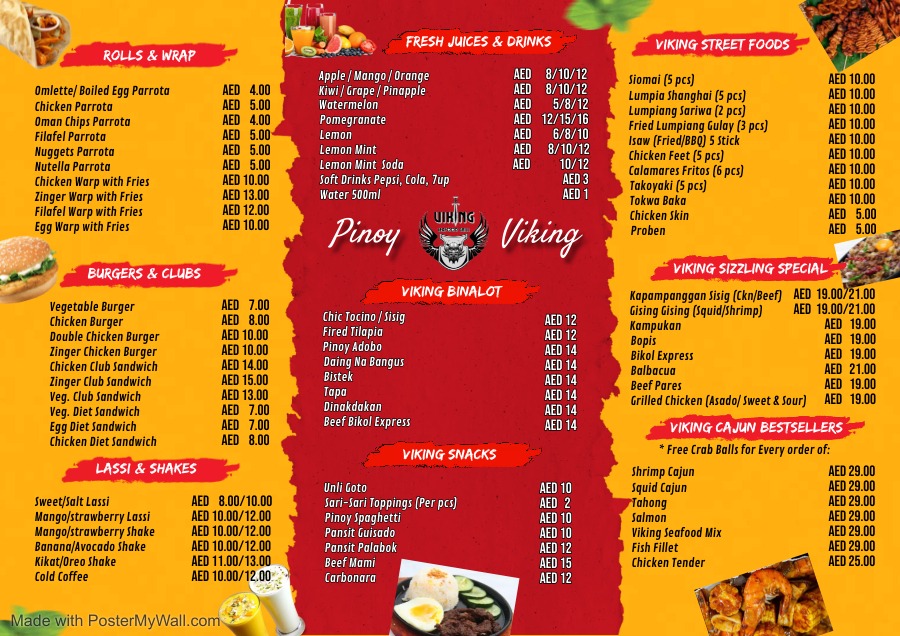 ROLLS & WRAP
Omlette/ Boiled Egg Parrota AED 4.00
Chicken Parrota AED 5.00
Oman Chips Parrota AED 4.00
Filafel Parrota AED 5.00
Nuggets Parrota AED 5.00
Nutella Parrota AED 5.00
Chicken Warp with Fries AED 10.00
Zinger Warp with Fries AED 13.00
Filafel Warp with Fries AED 12.00
Egg Warp with Fries AED 10.00
BURGERS & CLUBS
Vegetable Burger AED 7.00
Chicken Burger AED 8.00
Double Chicken Burger AED 10.00
Zinger Chicken Burger AED 10.00
Chicken Club Sandwich AED 14.00
Zinger Club Sandwich AED 15.00
Veg. Club Sandwich AED 13.00
Veg. Diet Sandwich AED 7.00
Egg Diet Sandwich AED 7.00
Chicken Diet Sandwich AED 8.00
LASSI & SHAKES
Sweet/Salt Lassi AED 8.00/10.00
Mango/strawberry Lassi AED 10.00/12.00
Mango/strawberry Shake AED 10.00/12.00
Banana/Avocado Shake AED 10.00/12.00
Kikat/Oreo Shake AED 11.00/13.00
Cold Coffee AED 10.00/12.00
Made with PosterMyWall.com
FRESH JUICES & DRINKS
Apple / Mango / Orange AED 8/10/12
Kiwi / Grape / Pinapple AED 8/10/12
Watermelon AED 5/8/12
Pomegranate AED 12/15/16
Lemon AED 6/8/10
Lemon Mint AED 8/10/12
Lemon Mint Soda AED 10/12
Soft Drinks Pepsi, Cola, 7up AED 3
Water 500ml AED 1
Pinoy VIKING Viking
VIKING BINALOT
Chic Tocino / Sisig AED 12
Fired Tilapia AED 12
Pinoy Adobo AED 14
Daing Na Bangus AED 14
Bistek AED 14
Tapa AED 14
Dinakdakan AED 14
Beef Bikol Express AED 14
VIKING SNACKS
Unli Goto AED 10
Sari-Sari Toppings (Per pcs) AED 2
Pinoy Spaghetti AED 10
Pansit Guisado AED 10
Pansit Palabok AED 12
Beef Mami AED 15
Carbonara AED 12
VIKING STREET FOODS
Siomai (5 pcs) AED 10.00
Lumpia Shanghai (5 pcs) AED 10.00
Lumpiang Sariwa (2 pcs) AED 10.00
Fried Lumpiang Gulay (3 pcs) AED 10.00
Isaw (Fried/BBQ) 5 Stick AED 10.00
Chicken Feet (5 pcs) AED 10.00
Calamares Fritos (6 pcs) AED 10.00
Takoyaki (5 pcs) AED 10.00
Tokwa Baka AED 10.00
Chicken Skin AED 5.00
Proben AED 5.00
VIKING SIZZLING SPECIAL
Kapampanggan Sisig (Ckn/Beef) AED 19.00/21.00
Gising Gising (Squid/Shrimp) AED 19.00/21.00
Kampukan AED 19.00
Bopis AED 19.00
Bikol Express AED 19.00
Balbacua AED 21.00
Beef Pares AED 19.00
Grilled Chicken (Asado/ Sweet & Sour) AED 19.00
VIKING CAJUN BESTSELLERS
* Free Crab Balls for Every order of:
Shrimp Cajun AED 29.00
Squid Cajun AED 29.00
Tahong AED 29.00
Salmon AED 29.00
Viking Seafood Mix AED 29.00
Fish Fillet AED 29.00
Chicken Tender AED 25.00